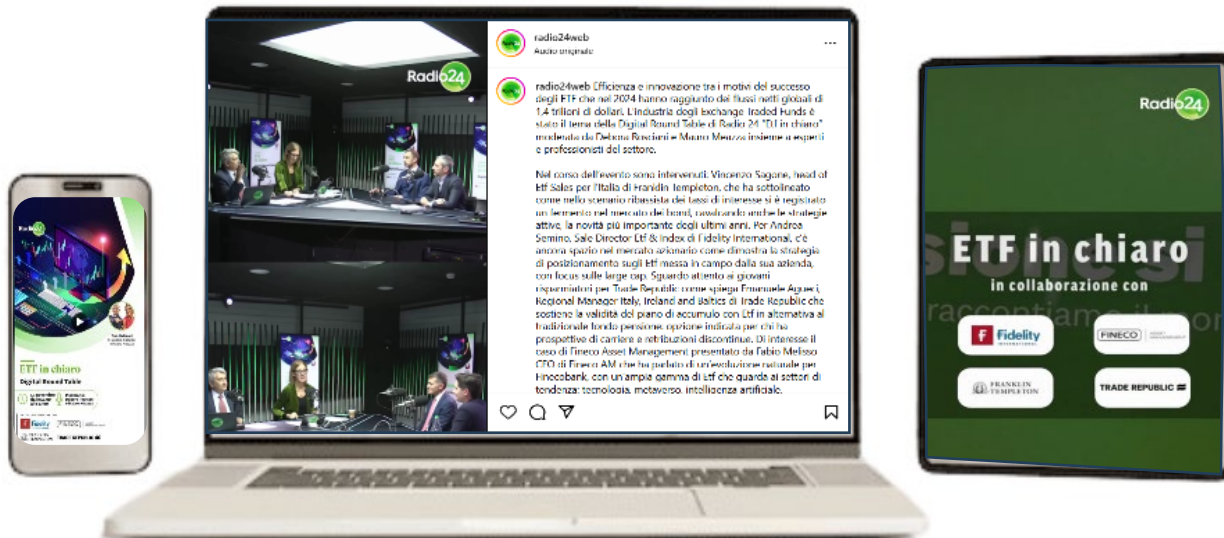 Radio24
ETF in chiaro
Digital Round Table
Fidelity
Radio24
radio24web
Audio originale
radio24web Efficienza e innovazione tra i motivi del successo
degli ETF che nel 2024 hanno raggiunto dei flussi netti globali di
1,4 trilioni di dollari. L'industria degli Exchange Traded Funds è
stato il tema della Digital Round Table di Radio 24 "ETF in chiaro"
moderata da Debora Rosciani e Mauro Meazza insieme a esperti
e professionisti del settore.
Nel corso dell'evento sono intervenuti: Vincenzo Sagone, head of
Etf Sales per l'Italia di Franklin Templeton, che ha sottolineato
come nello scenario ribassista dei tassi di interesse si è registrato
un fermento nel mercato dei bond, cavalcando anche le strategie
attive, la novità più importante degli ultimi anni. Per Andrea
Semino, Sale Director Etf & Index di Fidelity International, c'è
ancora spazio nel mercato azionario come dimostra la strategia
di posizionamento sugli Etf messa in campo dalla sua azienda,
con focus sulle large cap. Sguardo attento ai giovani
risparmiatori per Trade Republic come spiega Emanuele Agueci,
Regional Manager Italy, Ireland and Baltics di Trade Republic che
sostiene la validità del piano di accumulo con Etf in alternativa al
tradizionale fondo pensione: opzione indicata per chi ha
prospettive di carriere e retribuzioni discontinue. Di interesse il
caso di Fineco Asset Management presentato da Fabio Melisso
CEO di Fineco AM che ha parlato di un'evoluzione naturale per
Finecobank, con un'ampia gamma di Etf che guarda ai settori di
tendenza: tecnologia, metaverso, intelligenza artificiale.
Radio24
ETF in chiaro
in collaborazione con
Fidelity
INTERNATIONAL
FINECO
FRANKLIN
TEMPLETON
TRADE REPUBLIC